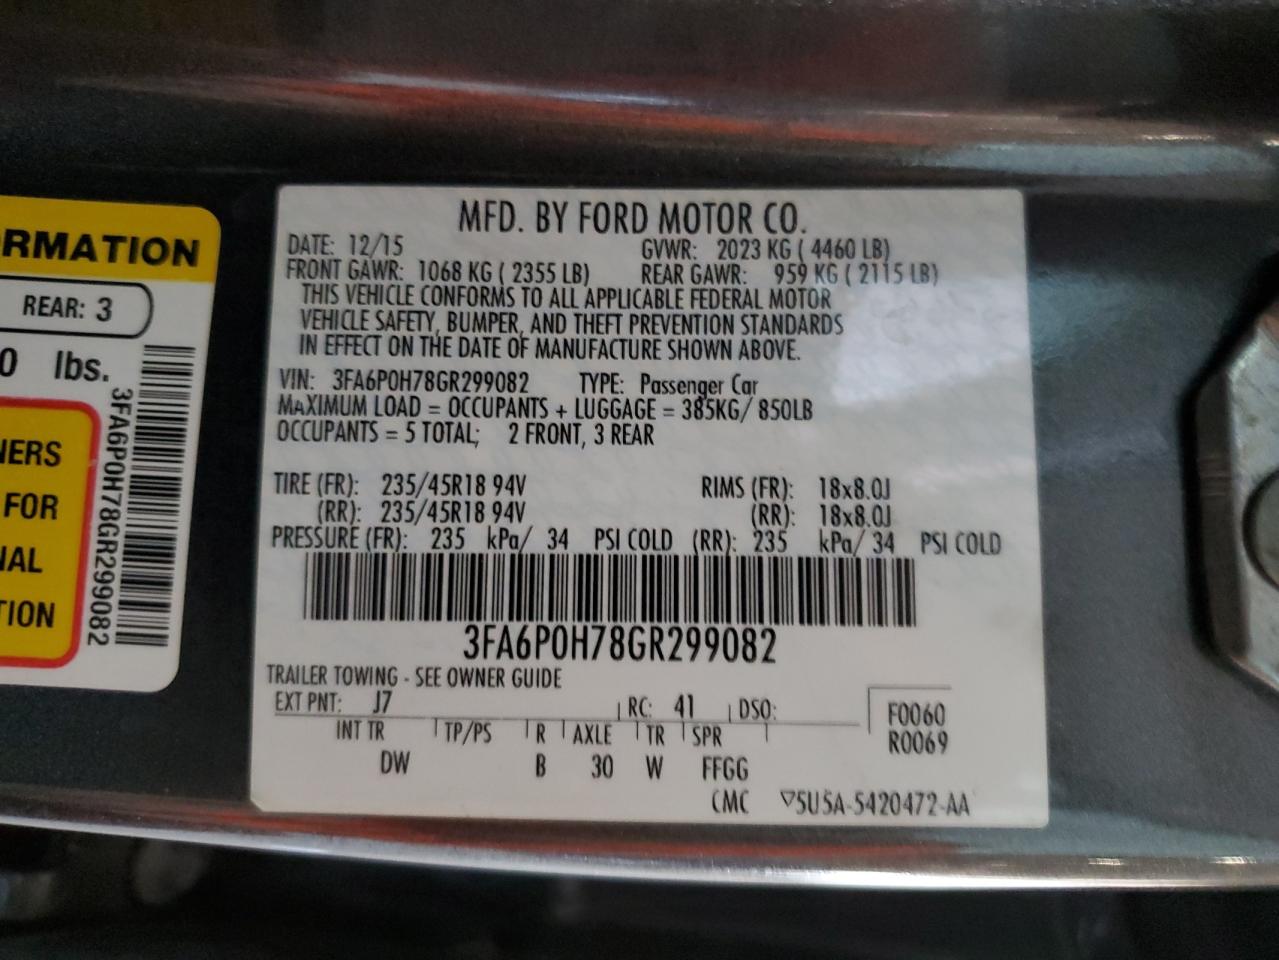 RMATION
REAR: 3
0 lbs.
NERS
FOR
NAL
TION
3FA6P0H78GR299082
MFD. BY FORD MOTOR CO.
DATE: 12/15 GVWR: 2023 KG ( 4460 LB)
FRONT GAWR: 1068 KG ( 2355 LB) REAR GAWR: 959 KG ( 2115 LB)
THIS VEHICLE CONFORMS TO ALL APPLICABLE FEDERAL MOTOR
VEHICLE SAFETY, BUMPER, AND THEFT PREVENTION STANDARDS
IN EFFECT ON THE DATE OF MANUFACTURE SHOWN ABOVE.
VIN: 3FA6P0H78GR299082 TYPE: Passenger Car
MAXIMUM LOAD = OCCUPANTS + LUGGAGE = 385KG/ 850LB
OCCUPANTS = 5 TOTAL; 2 FRONT, 3 REAR
TIRE (FR): 235/45R18 94V RIMS (FR): 18x8.0J
(RR): 235/45R18 94V (RR): 18x8.0J
PRESSURE (FR): 235 kPa/ 34 PSI COLD (RR): 235 kPa/ 34 PSI COLD
3FA6P0H78GR299082
TRAILER TOWING - SEE OWNER GUIDE
EXT PNT: J7 RC: 41 DSO:
INT TR TP/PS R AXLE TR SPR
DW B 30 W FFGG
F0060
R0069
CMC ▽5U5A-5420472-AA